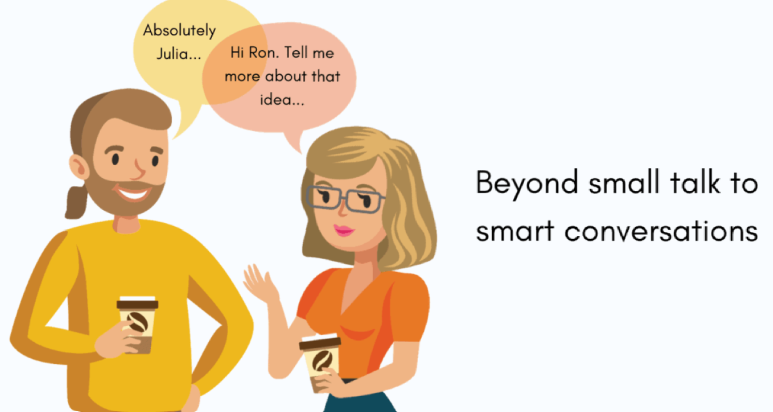 Absolutely
Julia...
Hi Ron. Tell me
more about that
idea...
Beyond small talk to
smart conversations